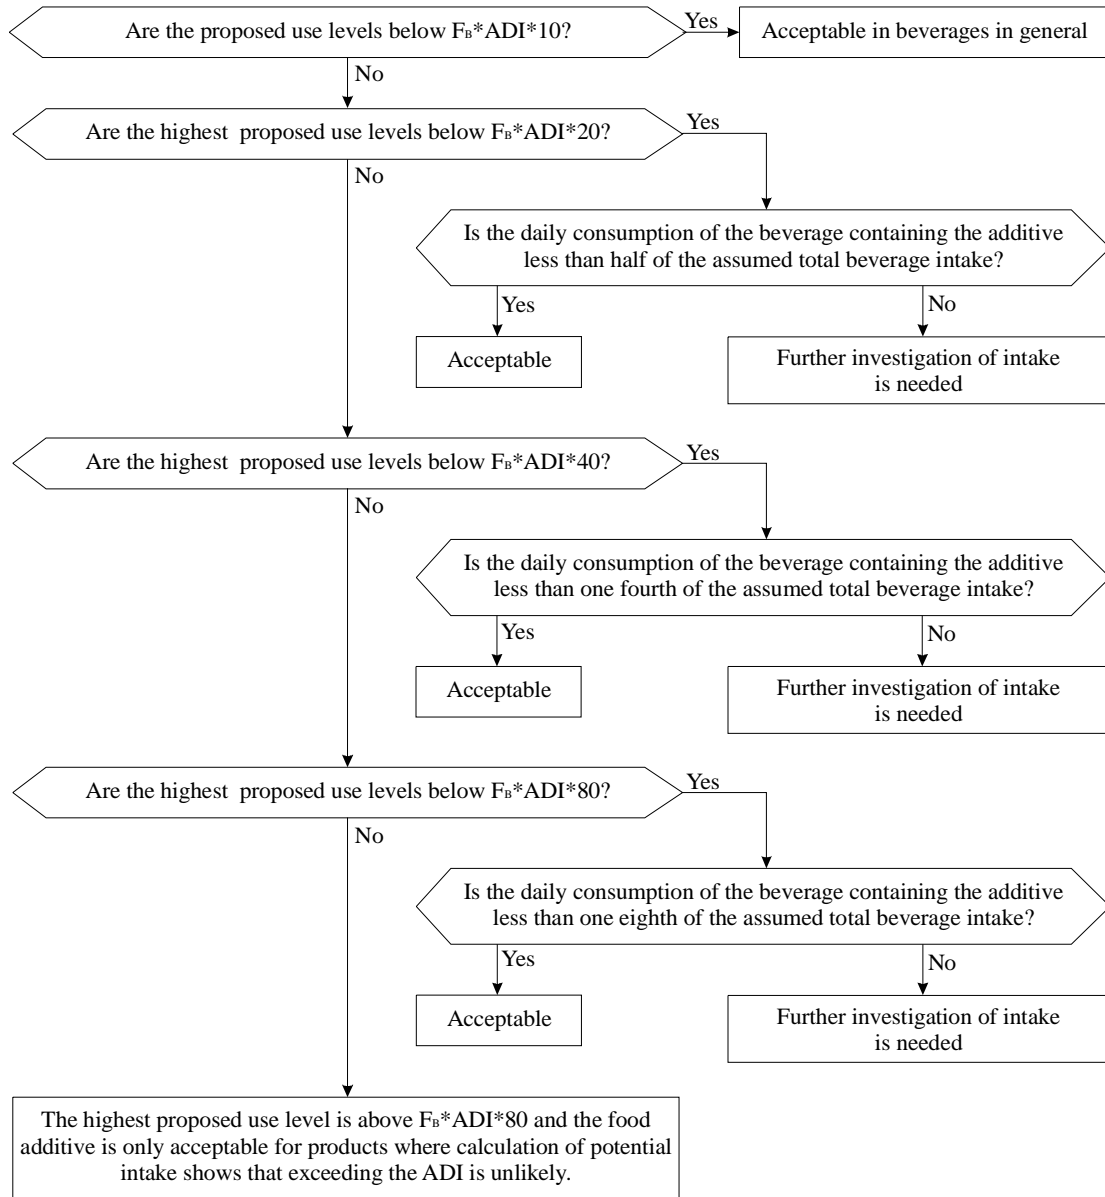 Are the proposed use levels below FB*ADI*10?
Yes
Acceptable in beverages in general
No
Are the highest proposed use levels below FB*ADI*20?
Yes
No
Is the daily consumption of the beverage containing the additive
less than half of the assumed total beverage intake?
Yes
No
Acceptable
Further investigation of intake
is needed
Are the highest proposed use levels below FB*ADI*40?
Yes
No
Is the daily consumption of the beverage containing the additive
less than one fourth of the assumed total beverage intake?
Yes
No
Acceptable
Further investigation of intake
is needed
Are the highest proposed use levels below FB*ADI*80?
Yes
No
Is the daily consumption of the beverage containing the additive
less than one eighth of the assumed total beverage intake?
Yes
No
Acceptable
Further investigation of intake
is needed
The highest proposed use level is above FB*ADI*80 and the food
additive is only acceptable for products where calculation of potential
intake shows that exceeding the ADI is unlikely.